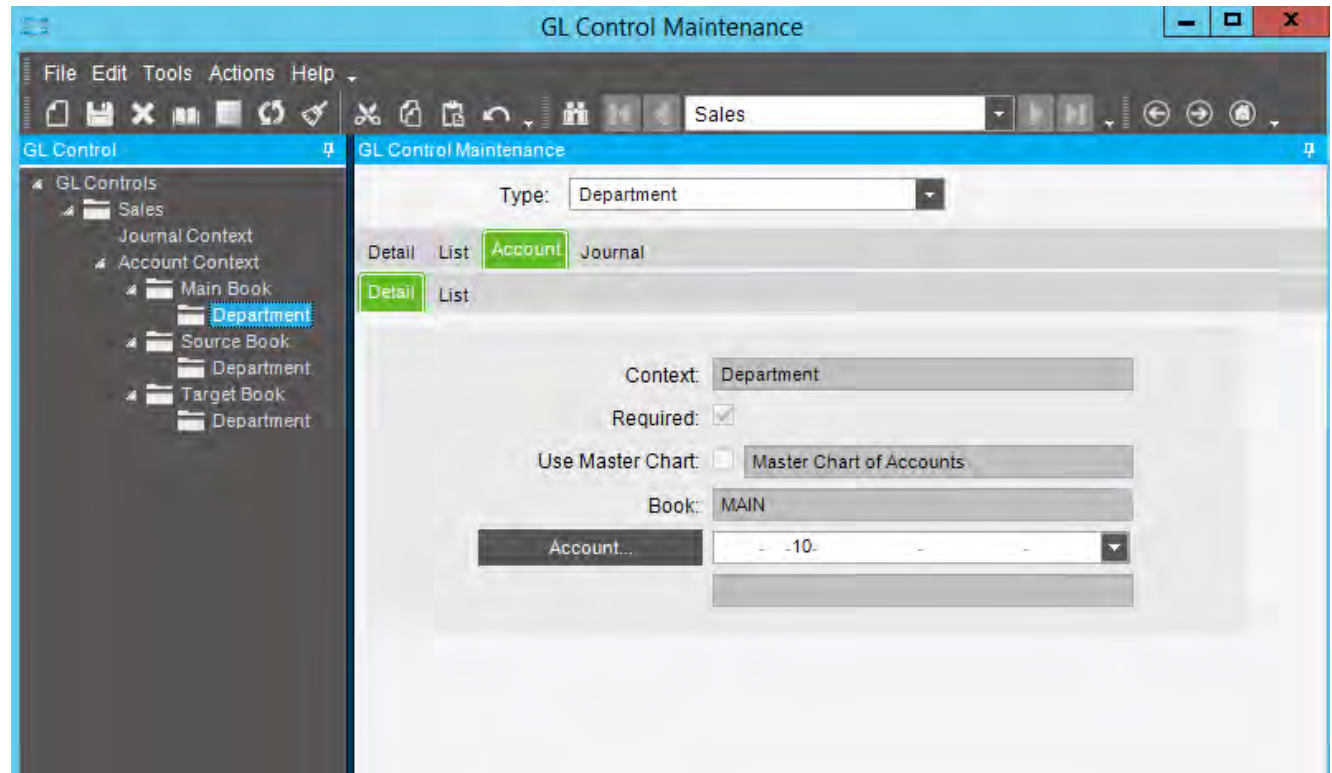 GL Control Maintenance
File Edit Tools Actions Help
Sales
GL Control
GL Controls
Sales
Journal Context
Account Context
Main Book
Department
Source Book
Department
Target Book
Department
GL Control Maintenance
Type: Department
Detail List Account Journal
Detail List
Context: Department
Required:
Use Master Chart: Master Chart of Accounts
Book: MAIN
Account... - -10- - -